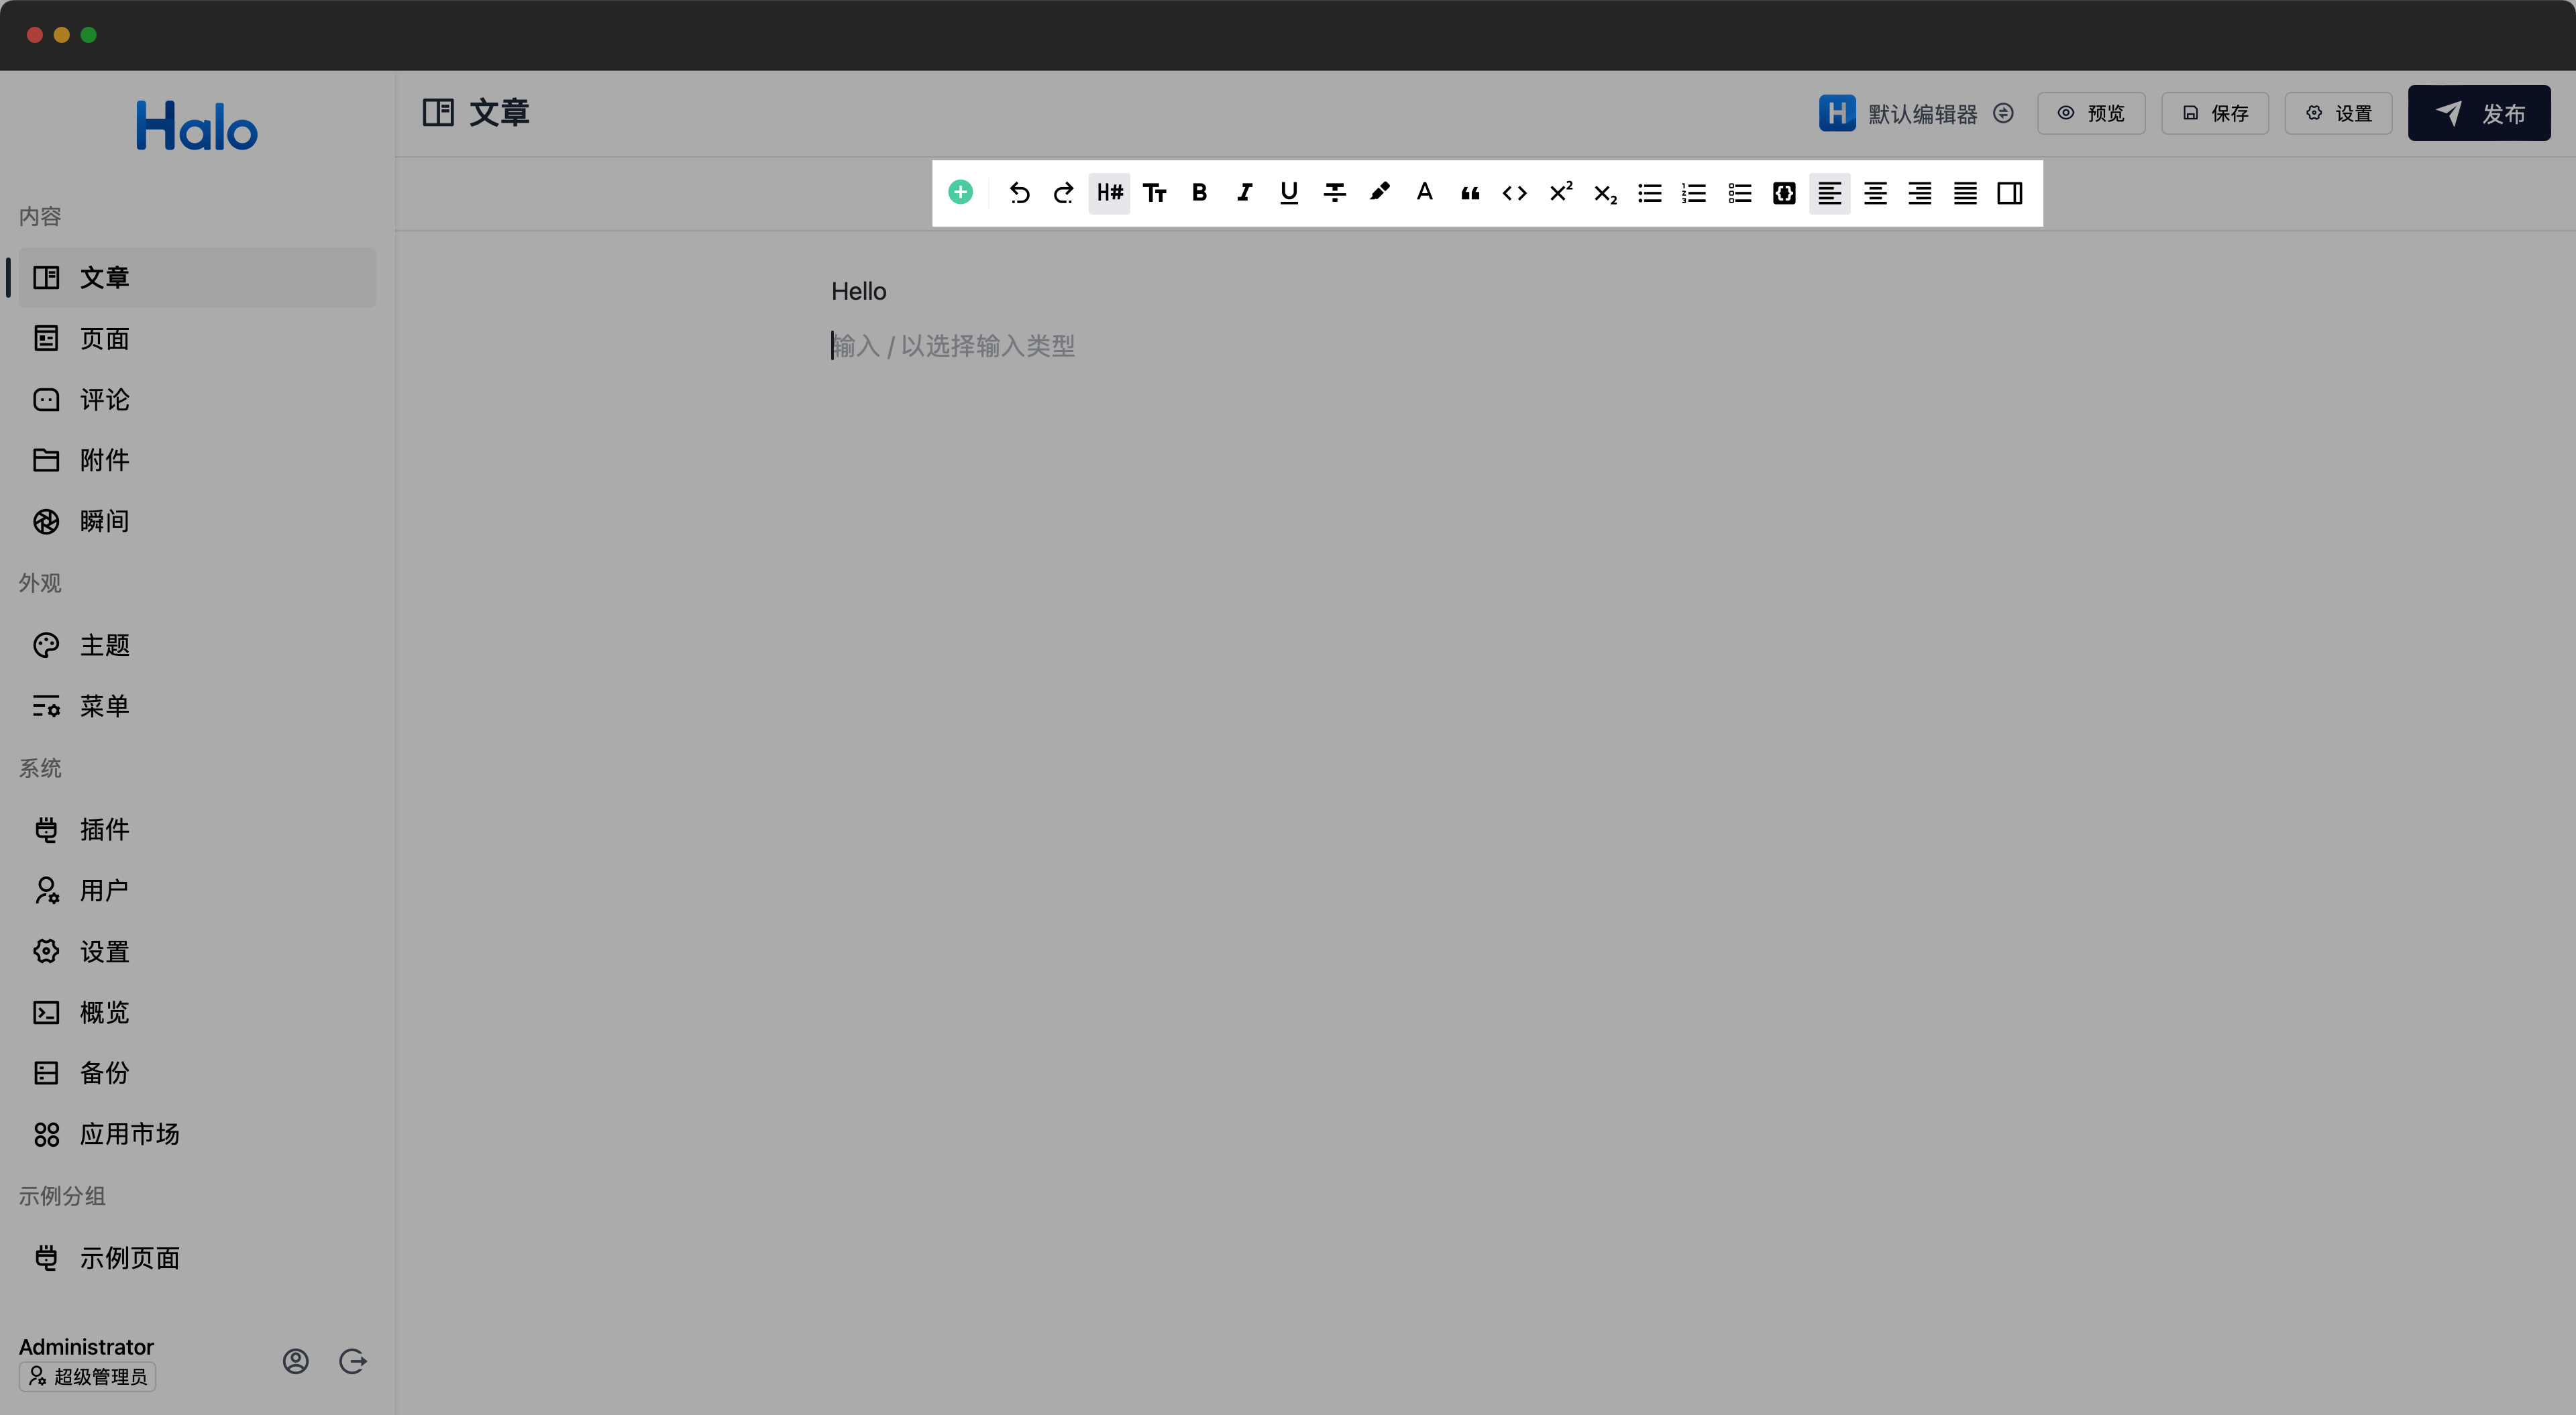 Halo
内容
文章
页面
评论
附件
瞬间
外观
主题
菜单
系统
插件
用户
设置
概览
备份
应用市场
示例分组
示例页面
Administrator
超级管理员
文章
默认编辑器
预览
保存
设置
发布
Hello
输入 / 以选择输入类型